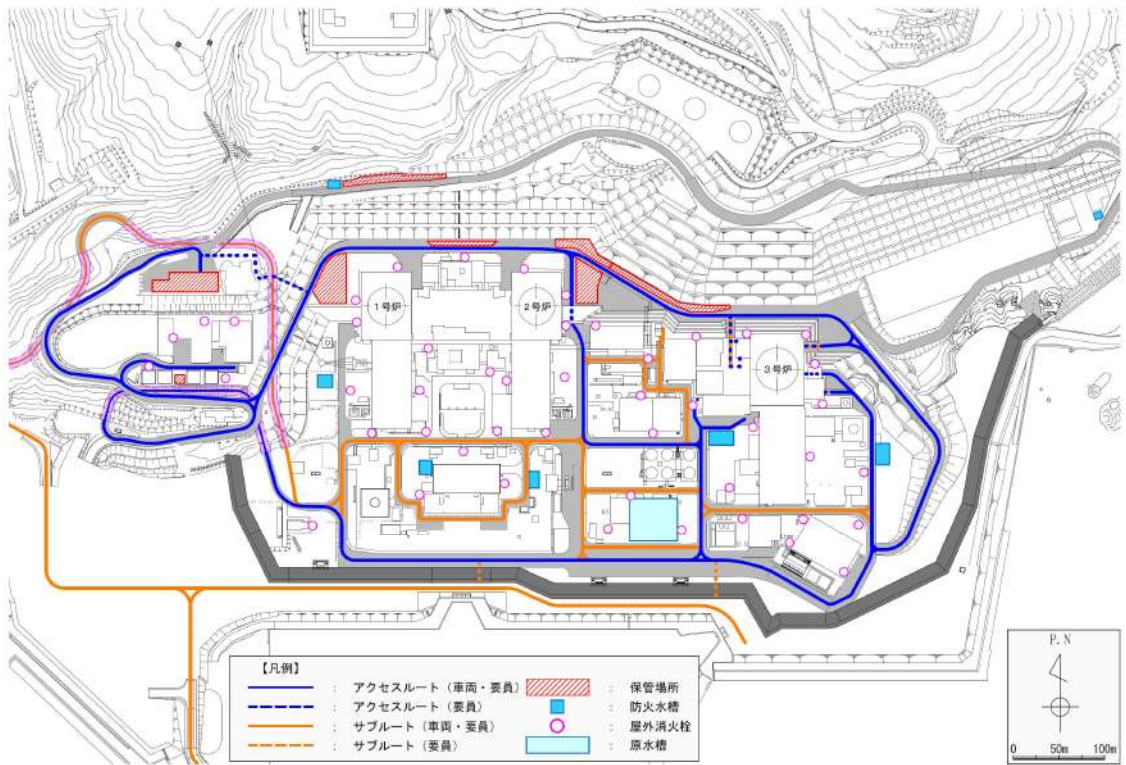 1号炉
2号炉
3号炉
【凡例】
: アクセスルート（車両・要員）
: アクセスルート（要員）
: サブルート（車両・要員）
: サブルート（要員）
: 保管場所
: 防火水槽
: 屋外消火栓
: 原水槽
P.N
0 50m 100m